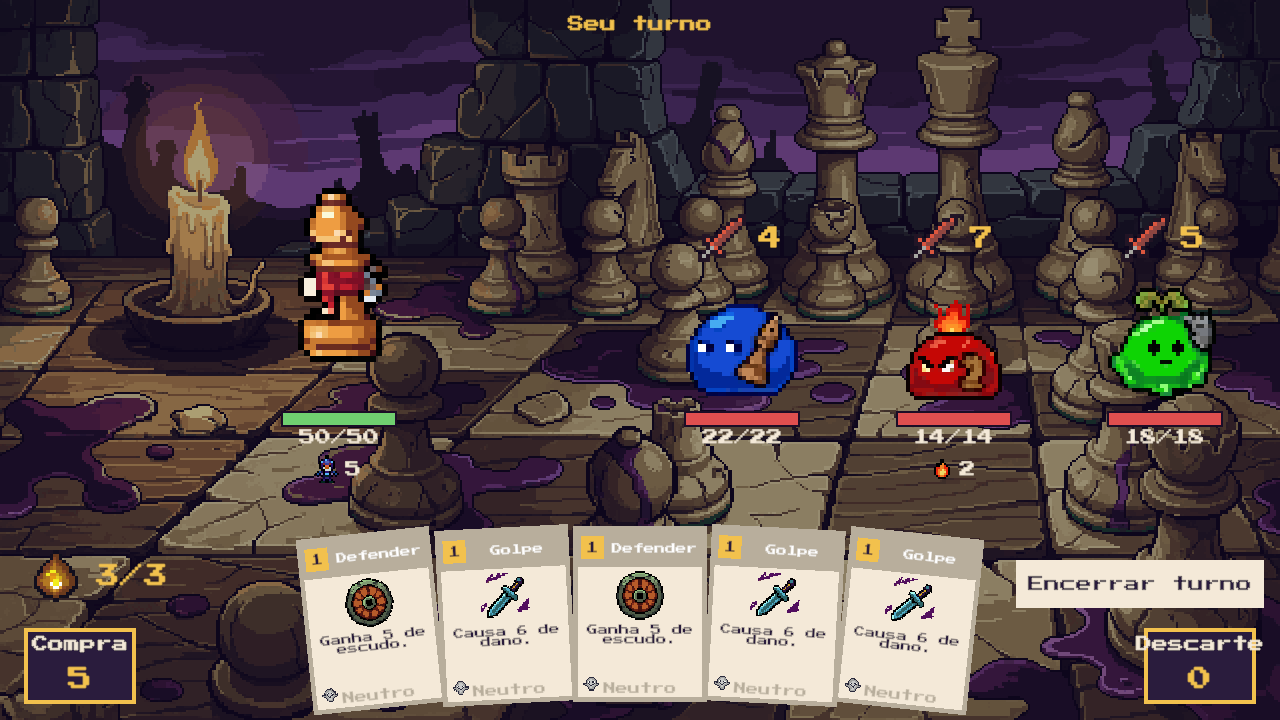 Seu turno
4
7
5
50/50
22/22
14/14
18/18
5
2
3/3
Compra
5
1 Defender
Ganha 5 de
escudo.
Neutro
1 Golpe
Causa 6 de
dano.
Neutro
1 Defender
Ganha 5 de
escudo.
Neutro
1 Golpe
Causa 6 de
dano.
Neutro
1 Golpe
Causa 6 de
dano.
Neutro
Encerrar turno
Descarte
0